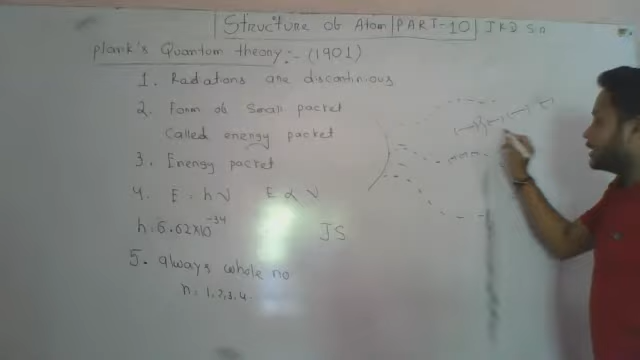 Structure of Atom | PART-10 | JRD SIR
Plank's Quantum theory:- (1901)
1. Radiations are discontinious
2. Form of Small packet
Called energy packet
3. Energy packet
4. E = hν E ∝ ν
h = 6.62×10⁻³⁴ JS
5. always whole no
n = 1, 2, 3, 4